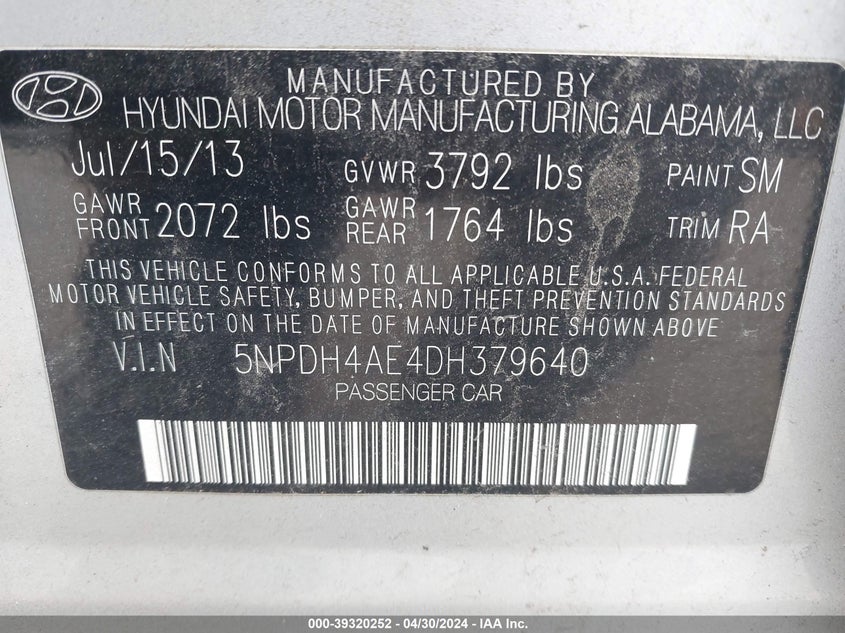 MANUFACTURED BY
HYUNDAI MOTOR MANUFACTURING ALABAMA, LLC
Jul/15/13 GVWR 3792 lbs PAINT SM
GAWR FRONT 2072 lbs GAWR REAR 1764 lbs TRIM RA
THIS VEHICLE CONFORMS TO ALL APPLICABLE U.S.A. FEDERAL
MOTOR VEHICLE SAFETY, BUMPER, AND THEFT PREVENTION STANDARDS
IN EFFECT ON THE DATE OF MANUFACTURE SHOWN ABOVE
V.I.N 5NPDH4AE4DH379640
PASSENGER CAR
000-39320252 - 04/30/2024 - IAA Inc.